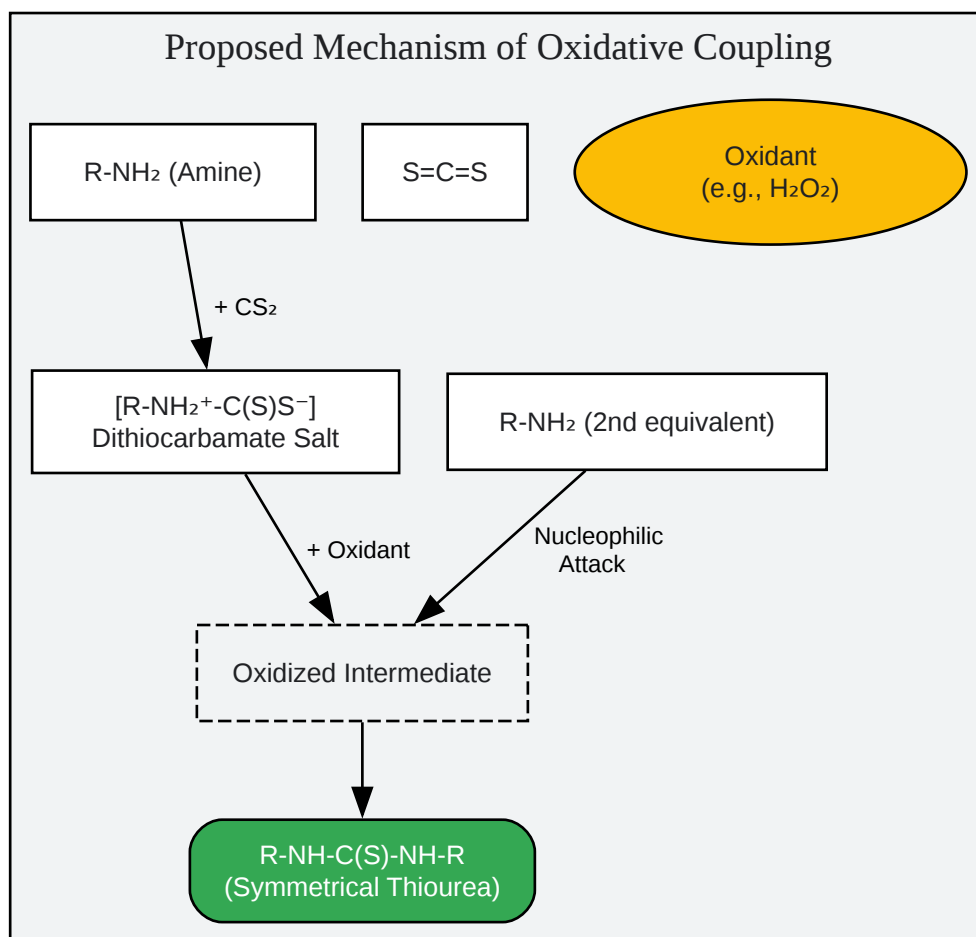 Proposed Mechanism of Oxidative Coupling
R-NH₂ (Amine)
S=C=S
Oxidant
(e.g., H₂O₂)
+ CS₂
[R-NH₂⁺-C(S)S⁻]
Dithiocarbamate Salt
R-NH₂ (2nd equivalent)
+ Oxidant
Nucleophilic
Attack
Oxidized Intermediate
R-NH-C(S)-NH-R
(Symmetrical Thiourea)